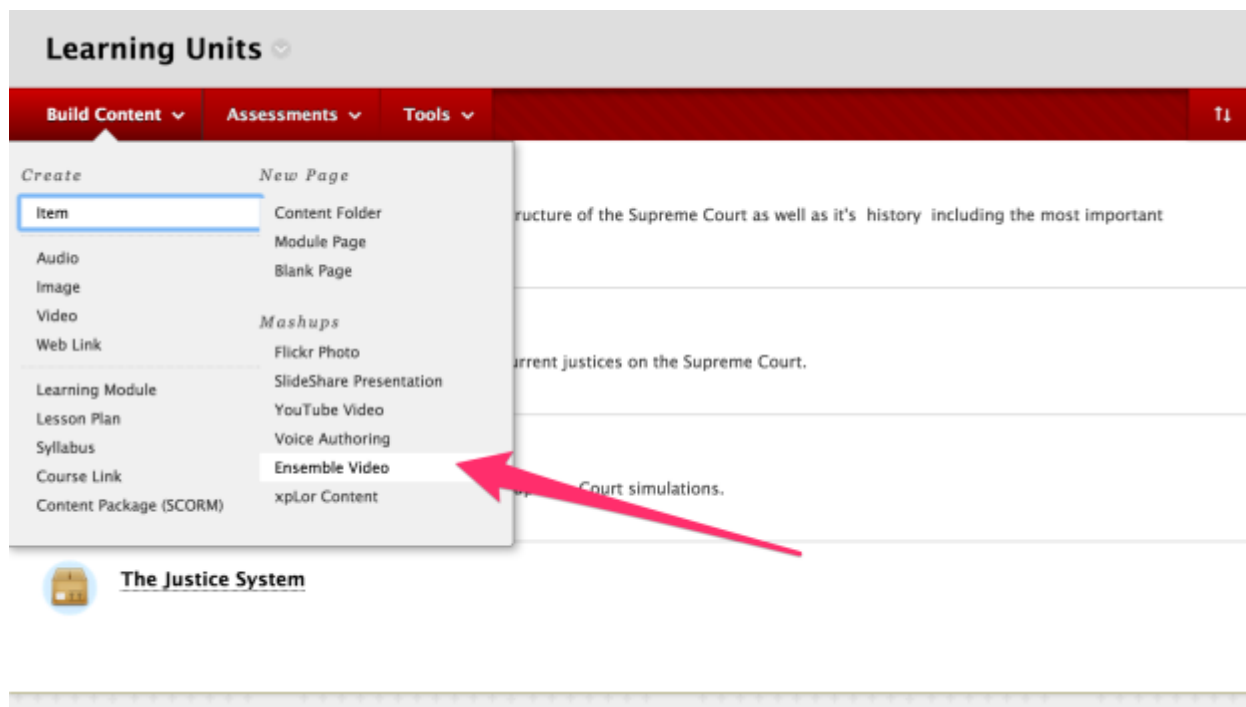 Learning Units
Build Content Assessments Tools
Create
Item
Audio
Image
Video
Web Link
Learning Module
Lesson Plan
Syllabus
Course Link
Content Package (SCORM)
New Page
Content Folder
Module Page
Blank Page
Mashups
Flickr Photo
SlideShare Presentation
YouTube Video
Voice Authoring
Ensemble Video
xpLor Content
of the Supreme Court as well as it's history including the most important
justices on the Supreme Court.
Court simulations.
The Justice System